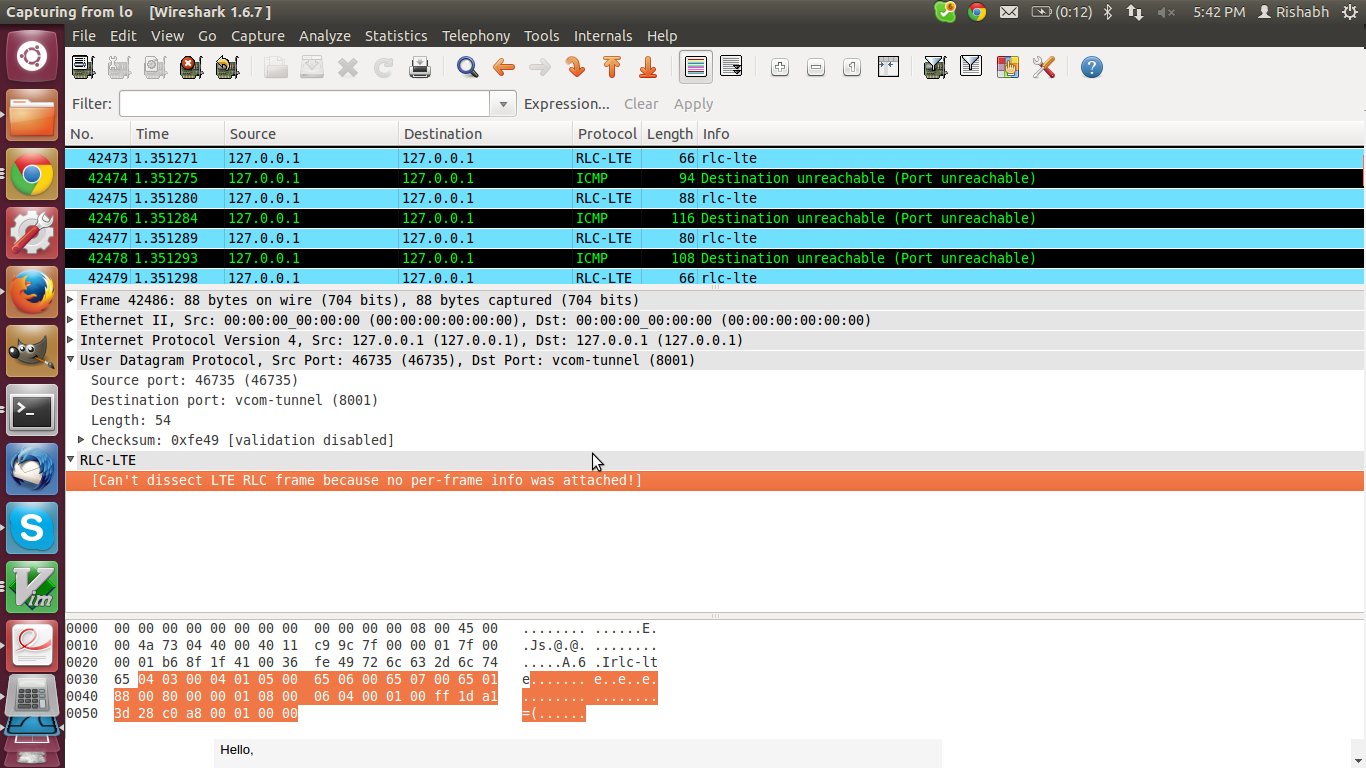 Capturing from lo   [Wireshark 1.6.7 ]
6
(0:12)
5:42 PM
Rishabh
File Edit View Go Capture Analyze Statistics Telephony Tools Internals Help
Filter:
Expression... Clear Apply
No. Time Source Destination Protocol Length Info
42473 1.351271 127.0.0.1 127.0.0.1 RLC-LTE 66 rlc-lte
42474 1.351275 127.0.0.1 127.0.0.1 ICMP 94 Destination unreachable (Port unreachable)
42475 1.351280 127.0.0.1 127.0.0.1 RLC-LTE 88 rlc-lte
42476 1.351284 127.0.0.1 127.0.0.1 ICMP 116 Destination unreachable (Port unreachable)
42477 1.351289 127.0.0.1 127.0.0.1 RLC-LTE 80 rlc-lte
42478 1.351293 127.0.0.1 127.0.0.1 ICMP 108 Destination unreachable (Port unreachable)
42479 1.351298 127.0.0.1 127.0.0.1 RLC-LTE 66 rlc-lte
Frame 42486: 88 bytes on wire (704 bits), 88 bytes captured (704 bits)
Ethernet II, Src: 00:00:00_00:00:00 (00:00:00:00:00:00), Dst: 00:00:00_00:00:00 (00:00:00:00:00:00)
Internet Protocol Version 4, Src: 127.0.0.1 (127.0.0.1), Dst: 127.0.0.1 (127.0.0.1)
User Datagram Protocol, Src Port: 46735 (46735), Dst Port: vcom-tunnel (8001)
Source port: 46735 (46735)
Destination port: vcom-tunnel (8001)
Length: 54
Checksum: 0xfe49 [validation disabled]
RLC-LTE
[Can't dissect LTE RLC frame because no per-frame info was attached!]
0000  00 00 00 00 00 00 00 00  00 00 00 00 08 00 45 00   ........ ......E.
0010  00 4a 73 04 40 00 40 11  c9 9c 7f 00 00 01 7f 00   .Js.@.@. ........
0020  00 01 b6 8f 1f 41 00 36  fe 49 72 6c 63 2d 6c 74   .....A.6 .Irlc-lt
0030  65 04 03 00 04 01 05 00  65 06 00 65 07 00 65 01   e....... e..e..e.
0040  88 00 80 00 00 01 08 00  06 04 00 01 00 ff 1d a1   ........ ........
0050  3d 28 c0 a8 00 01 00 00                            =(......
Hello,